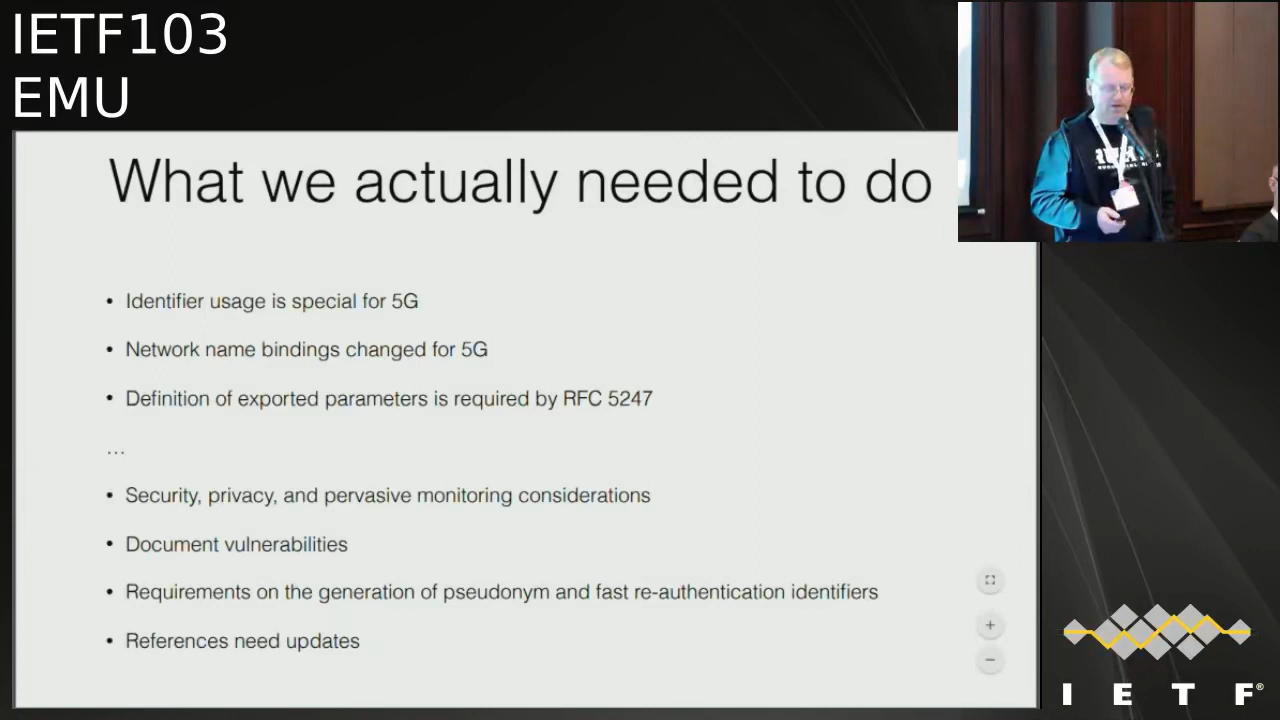 IETF103
EMU
What we actually needed to do
• Identifier usage is special for 5G
• Network name bindings changed for 5G
• Definition of exported parameters is required by RFC 5247
...
• Security, privacy, and pervasive monitoring considerations
• Document vulnerabilities
• Requirements on the generation of pseudonym and fast re-authentication identifiers
• References need updates
+
−
I E T F®